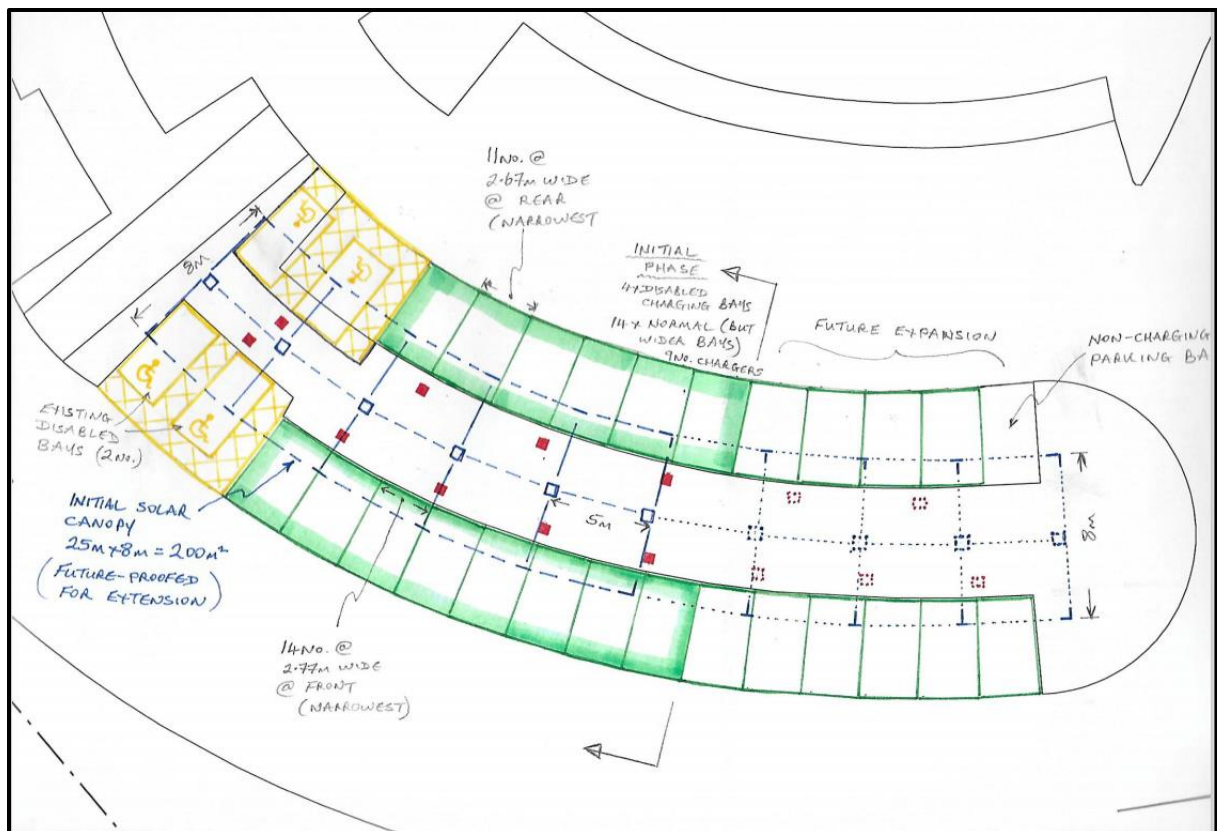 11NO. @
2.67M WIDE
@ REAR
(NARROWEST
INITIAL
PHASE
4 x DISABLED
CHARGING BAYS
14 x NORMAL (BUT
WIDER BAYS)
9NO. CHARGERS
FUTURE EXPANSION
NON-CHARGING
PARKING BA
8M
EXISTING
DISABLED
BAYS (2NO.)
INITIAL SOLAR
CANOPY
25M x 8M = 200M²
(FUTURE-PROOFED
FOR EXTENSION)
5M
8M
14NO. @
2.77M WIDE
@ FRONT
(NARROWEST)